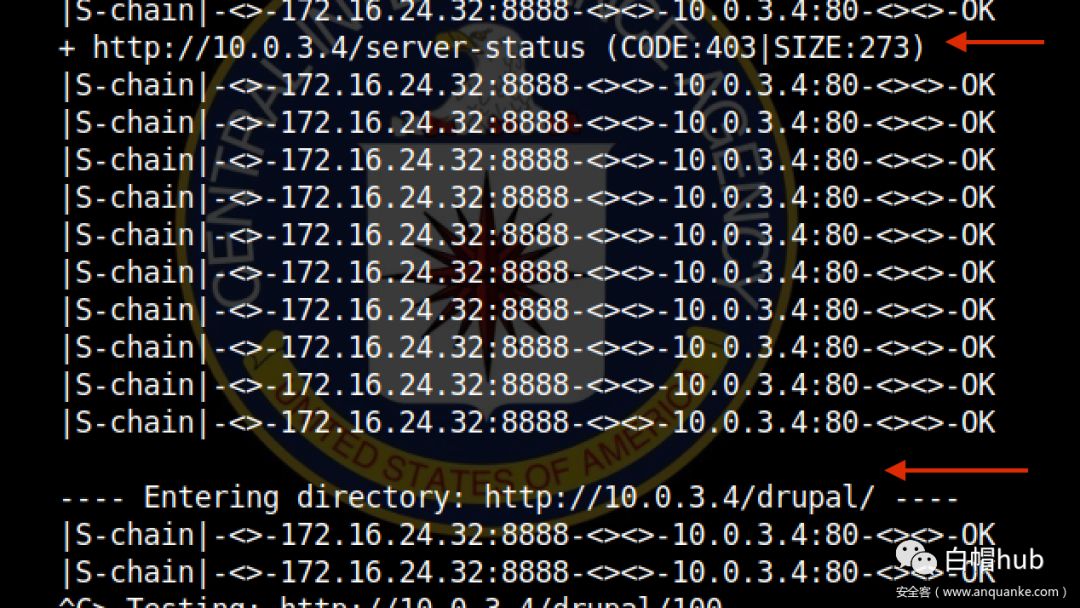 |S-chain|-<>-172.16.24.32:8888-<><>-10.0.3.4:80-<><>-OK
+ http://10.0.3.4/server-status (CODE:403|SIZE:273)
|S-chain|-<>-172.16.24.32:8888-<><>-10.0.3.4:80-<><>-OK
|S-chain|-<>-172.16.24.32:8888-<><>-10.0.3.4:80-<><>-OK
|S-chain|-<>-172.16.24.32:8888-<><>-10.0.3.4:80-<><>-OK
|S-chain|-<>-172.16.24.32:8888-<><>-10.0.3.4:80-<><>-OK
|S-chain|-<>-172.16.24.32:8888-<><>-10.0.3.4:80-<><>-OK
|S-chain|-<>-172.16.24.32:8888-<><>-10.0.3.4:80-<><>-OK
|S-chain|-<>-172.16.24.32:8888-<><>-10.0.3.4:80-<><>-OK
|S-chain|-<>-172.16.24.32:8888-<><>-10.0.3.4:80-<><>-OK
|S-chain|-<>-172.16.24.32:8888-<><>-10.0.3.4:80-<><>-OK
|S-chain|-<>-172.16.24.32:8888-<><>-10.0.3.4:80-<><>-OK
---- Entering directory: http://10.0.3.4/drupal/ ----
|S-chain|-<>-172.16.24.32:8888-<><>-10.0.3.4:80-<><>-OK
|S-chain|-<>-172.16.24.32:8888-<><>-10.0.3.4:80-<><>-OK
^C> Testing: http://10.0.3.4/drupal/100
CENTRAL INTELLIGENCE AGENCY
UNITED STATES OF AMERICA
白帽hub
安全客（www.anquanke.com）